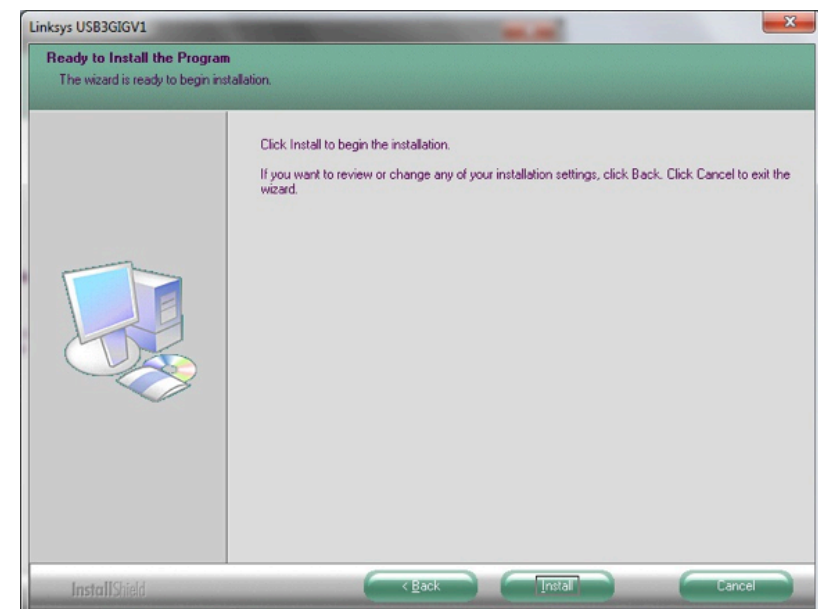 Linksys USB3GIGV1
Ready to Install the Program
The wizard is ready to begin installation.
Click Install to begin the installation.
If you want to review or change any of your installation settings, click Back. Click Cancel to exit the
wizard.
InstallShield
< Back
Install
Cancel